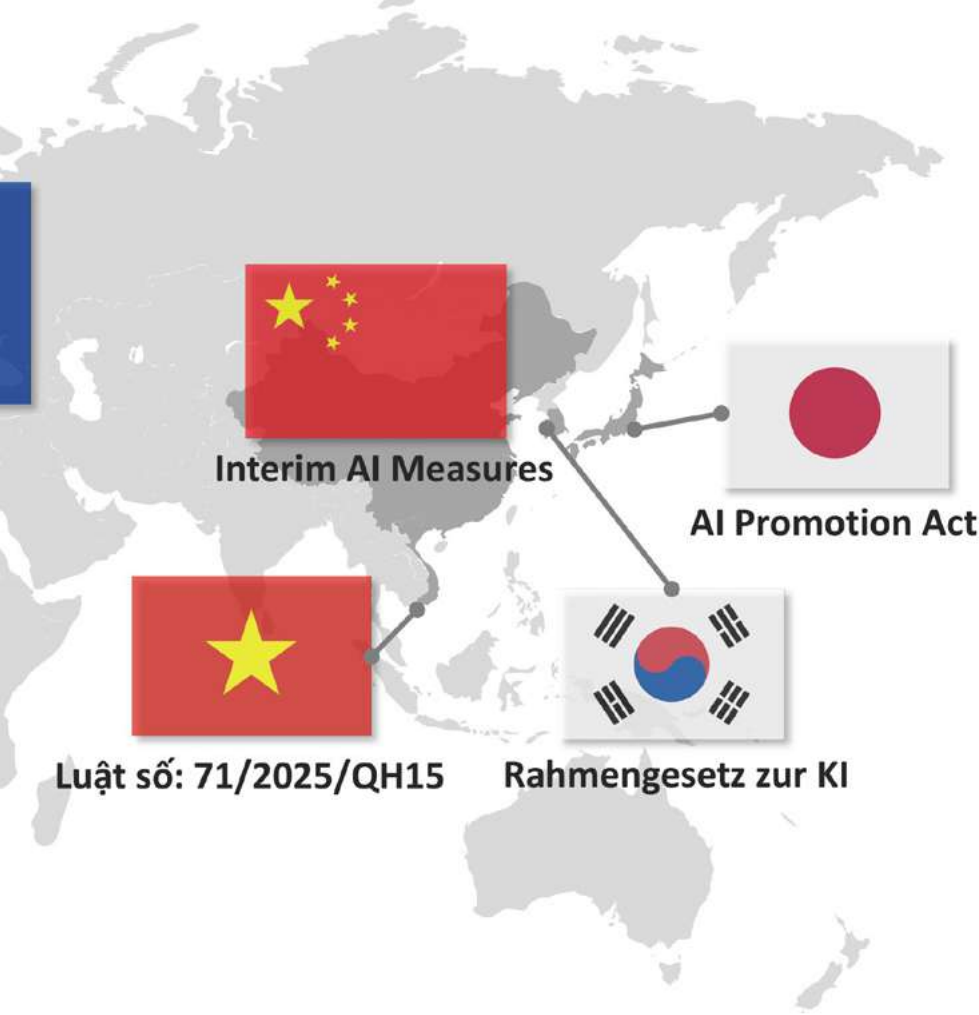 Interim AI Measures
AI Promotion Act
Luật số: 71/2025/QH15
Rahmengesetz zur KI